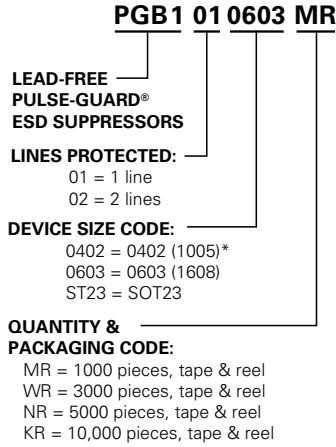 PGB1 01 0603 MR
LEAD-FREE
PULSE-GUARD®
ESD SUPPRESSORS
LINES PROTECTED:
01 = 1 line
02 = 2 lines
DEVICE SIZE CODE:
0402 = 0402 (1005)*
0603 = 0603 (1608)
ST23 = SOT23
QUANTITY &
PACKAGING CODE:
MR = 1000 pieces, tape & reel
WR = 3000 pieces, tape & reel
NR = 5000 pieces, tape & reel
KR = 10,000 pieces, tape & reel